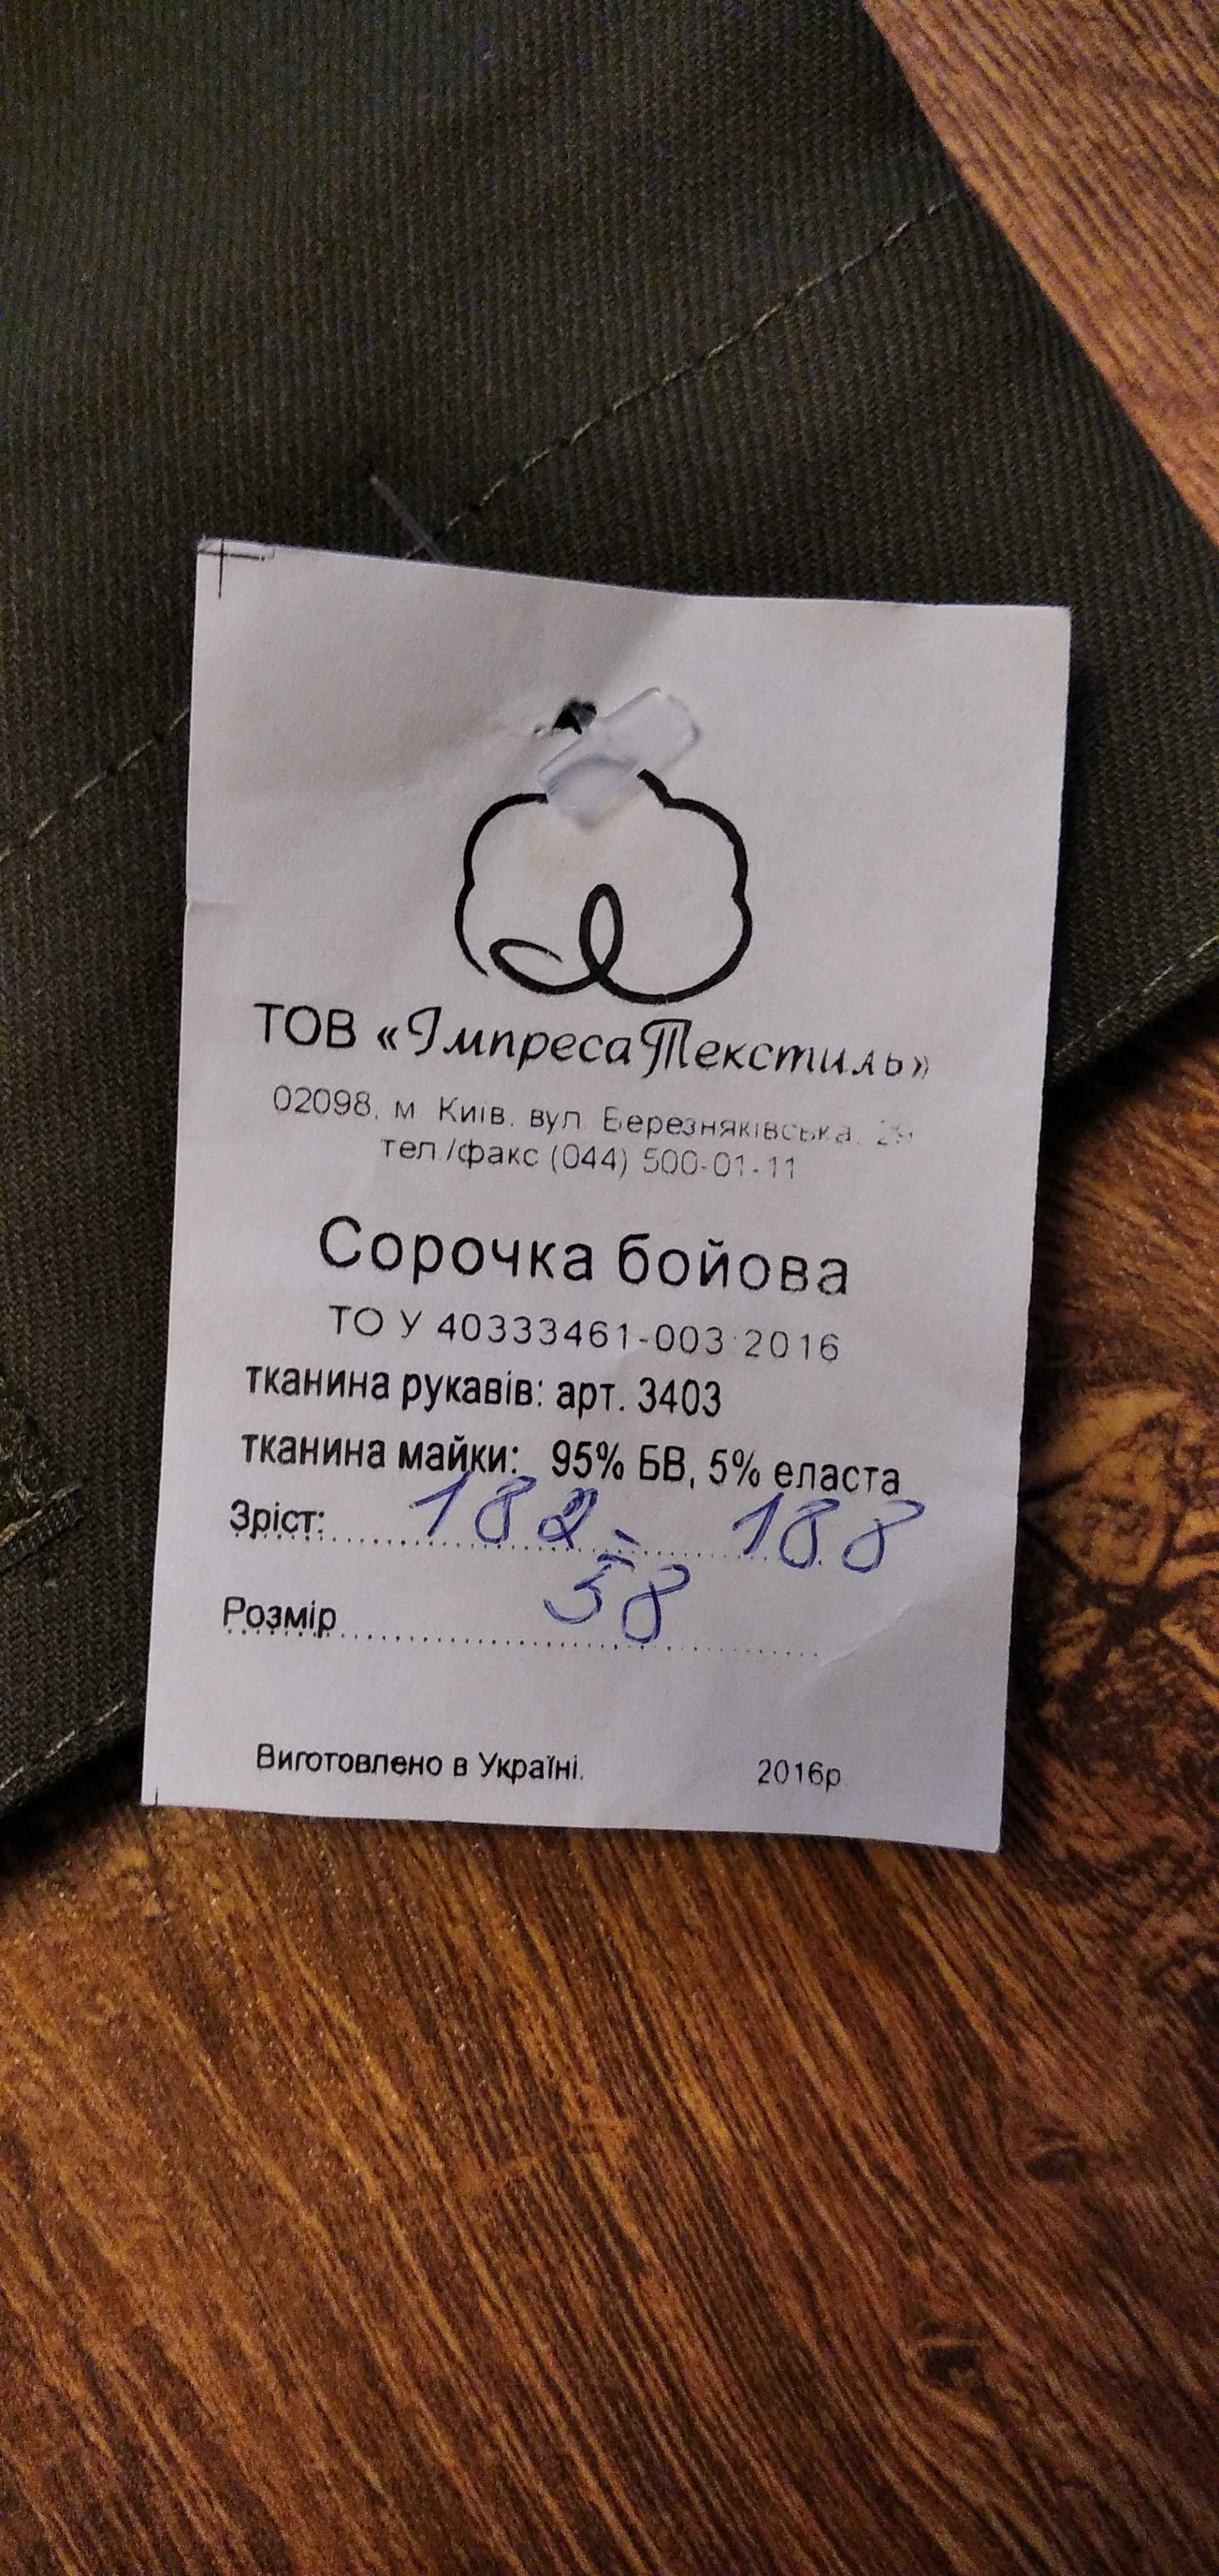 ТОВ «ІмпресаТекстиль»
02098, м. Київ, вул. Березняківська, 29
тел./факс (044) 500-01-11
Сорочка бойова
ТО У 40333461-003:2016
тканина рукавів: арт. 3403
тканина майки: 95% БВ, 5% еласта
Зріст: 182-188
Розмір 58
Виготовлено в Україні. 2016р